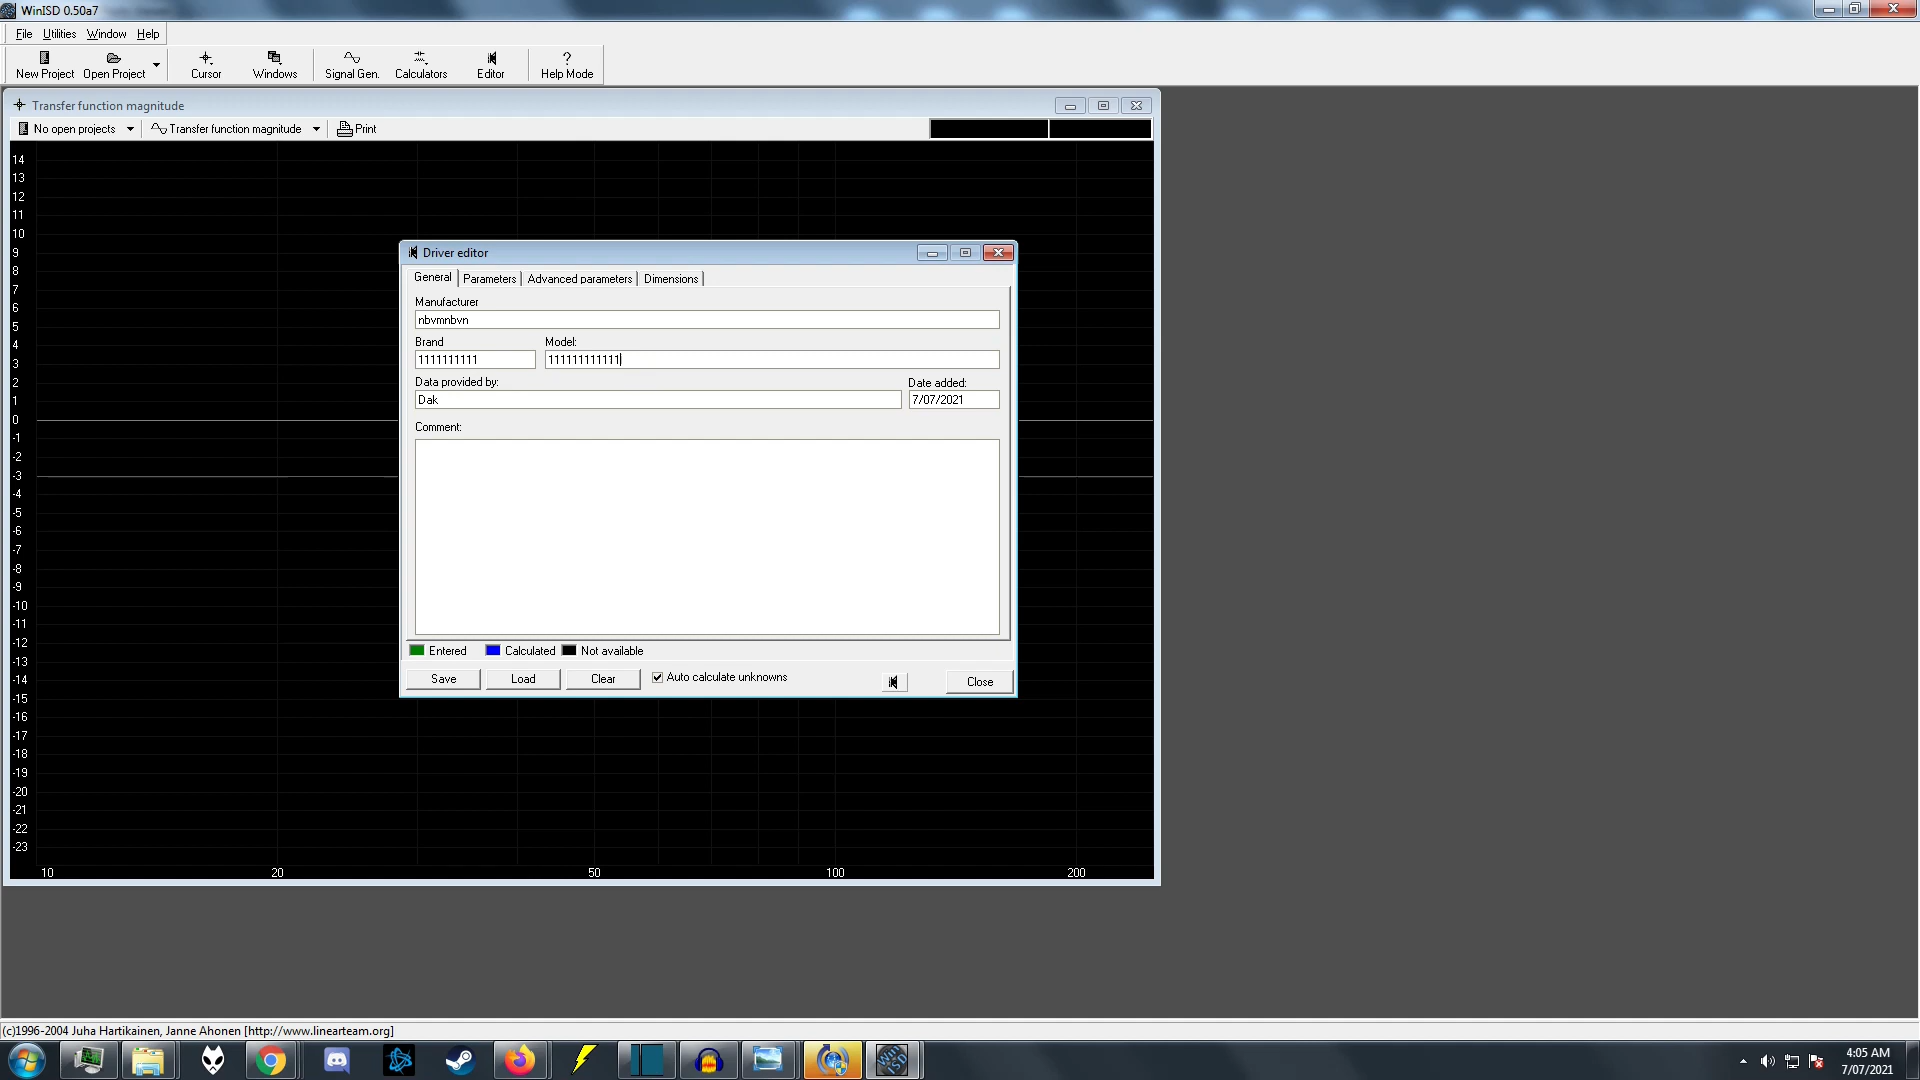 WinISD 0.50a7
File Utilities Window Help
New Project Open Project Cursor Windows Signal Gen. Calculators Editor Help Mode
Transfer function magnitude
No open projects Transfer function magnitude Print
14
13
12
11
10
9
8
7
6
5
4
3
2
1
0
-1
-2
-3
-4
-5
-6
-7
-8
-9
-10
-11
-12
-13
-14
-15
-16
-17
-18
-19
-20
-21
-22
-23
10 20 50 100 200
Driver editor
General Parameters Advanced parameters Dimensions
Manufacturer
nbvmnbvn
Brand Model:
1111111111 111111111111
Data provided by: Date added:
Dak 7/07/2021
Comment:
Entered Calculated Not available
Save Load Clear Auto calculate unknowns Close
(c)1996-2004 Juha Hartikainen, Janne Ahonen [http://www.linearteam.org]
4:05 AM
7/07/2021